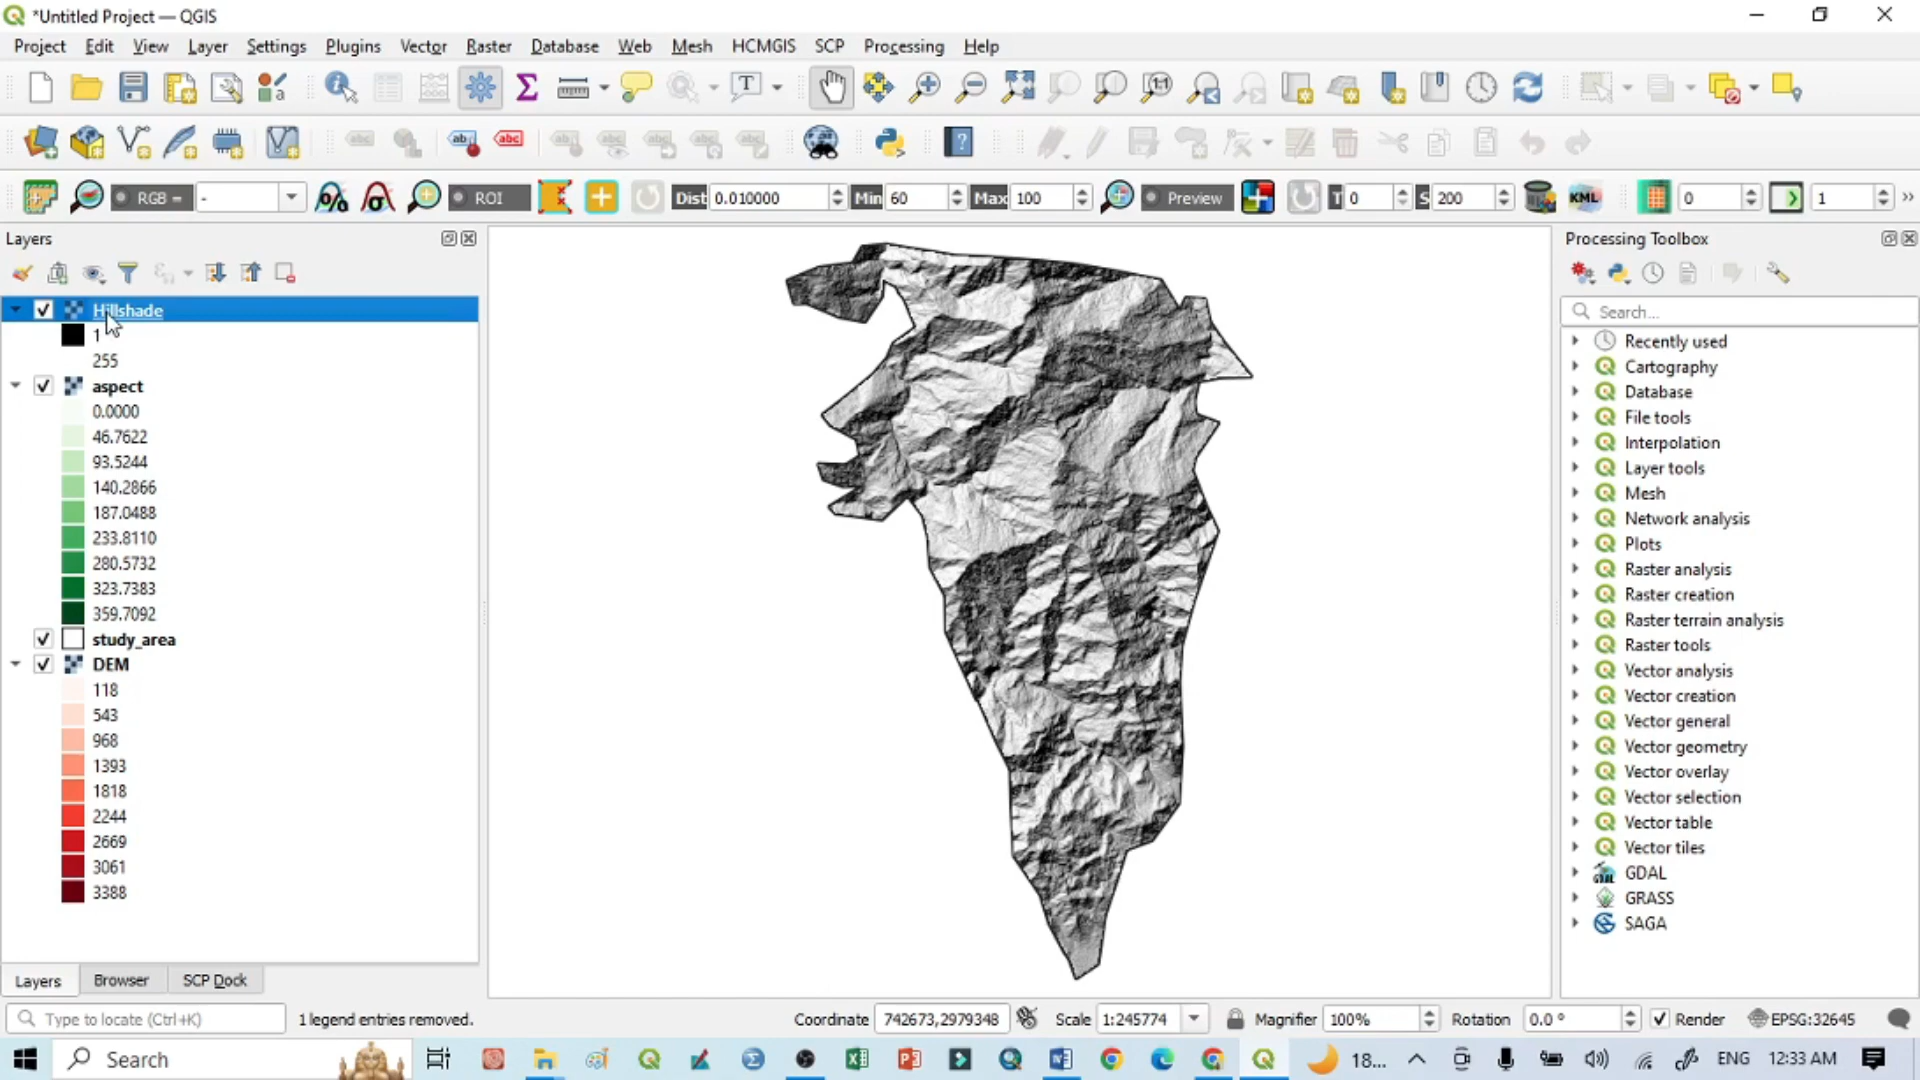 *Untitled Project — QGIS
Project Edit View Layer Settings Plugins Vector Raster Database Web Mesh HCMGIS SCP Processing Help
RGB = - ROI Dist 0.010000 Min 60 Max 100 Preview T 0 S 200 KML 0 1 »
Layers
Hillshade
1
255
aspect
0.0000
46.7622
93.5244
140.2866
187.0488
233.8110
280.5732
323.7383
359.7092
study_area
DEM
118
543
968
1393
1818
2244
2669
3061
3388
Layers Browser SCP Dock
Processing Toolbox
Search...
Recently used
Cartography
Database
File tools
Interpolation
Layer tools
Mesh
Network analysis
Plots
Raster analysis
Raster creation
Raster terrain analysis
Raster tools
Vector analysis
Vector creation
Vector general
Vector geometry
Vector overlay
Vector selection
Vector table
Vector tiles
GDAL
GRASS
SAGA
Type to locate (Ctrl+K) 1 legend entries removed. Coordinate 742673,2979348 Scale 1:245774 Magnifier 100% Rotation 0.0 ° Render EPSG:32645
Search 18... ENG 12:33 AM